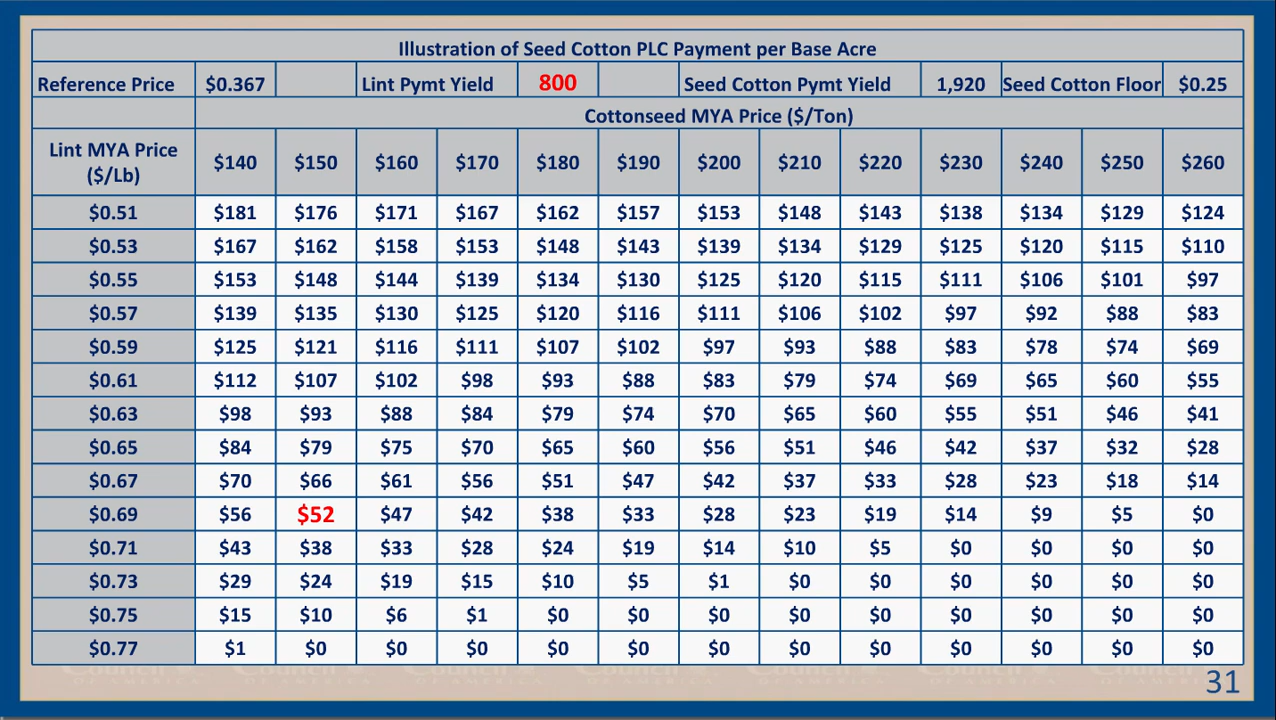 Illustration of Seed Cotton PLC Payment per Base Acre
Reference Price $0.367 Lint Pymt Yield 800 Seed Cotton Pymt Yield 1,920 Seed Cotton Floor $0.25
Cottonseed MYA Price ($/Ton)
Lint MYA Price
($/Lb) $140 $150 $160 $170 $180 $190 $200 $210 $220 $230 $240 $250 $260
$0.51 $181 $176 $171 $167 $162 $157 $153 $148 $143 $138 $134 $129 $124
$0.53 $167 $162 $158 $153 $148 $143 $139 $134 $129 $125 $120 $115 $110
$0.55 $153 $148 $144 $139 $134 $130 $125 $120 $115 $111 $106 $101 $97
$0.57 $139 $135 $130 $125 $120 $116 $111 $106 $102 $97 $92 $88 $83
$0.59 $125 $121 $116 $111 $107 $102 $97 $93 $88 $83 $78 $74 $69
$0.61 $112 $107 $102 $98 $93 $88 $83 $79 $74 $69 $65 $60 $55
$0.63 $98 $93 $88 $84 $79 $74 $70 $65 $60 $55 $51 $46 $41
$0.65 $84 $79 $75 $70 $65 $60 $56 $51 $46 $42 $37 $32 $28
$0.67 $70 $66 $61 $56 $51 $47 $42 $37 $33 $28 $23 $18 $14
$0.69 $56 $52 $47 $42 $38 $33 $28 $23 $19 $14 $9 $5 $0
$0.71 $43 $38 $33 $28 $24 $19 $14 $10 $5 $0 $0 $0 $0
$0.73 $29 $24 $19 $15 $10 $5 $1 $0 $0 $0 $0 $0 $0
$0.75 $15 $10 $6 $1 $0 $0 $0 $0 $0 $0 $0 $0 $0
$0.77 $1 $0 $0 $0 $0 $0 $0 $0 $0 $0 $0 $0 $0
31